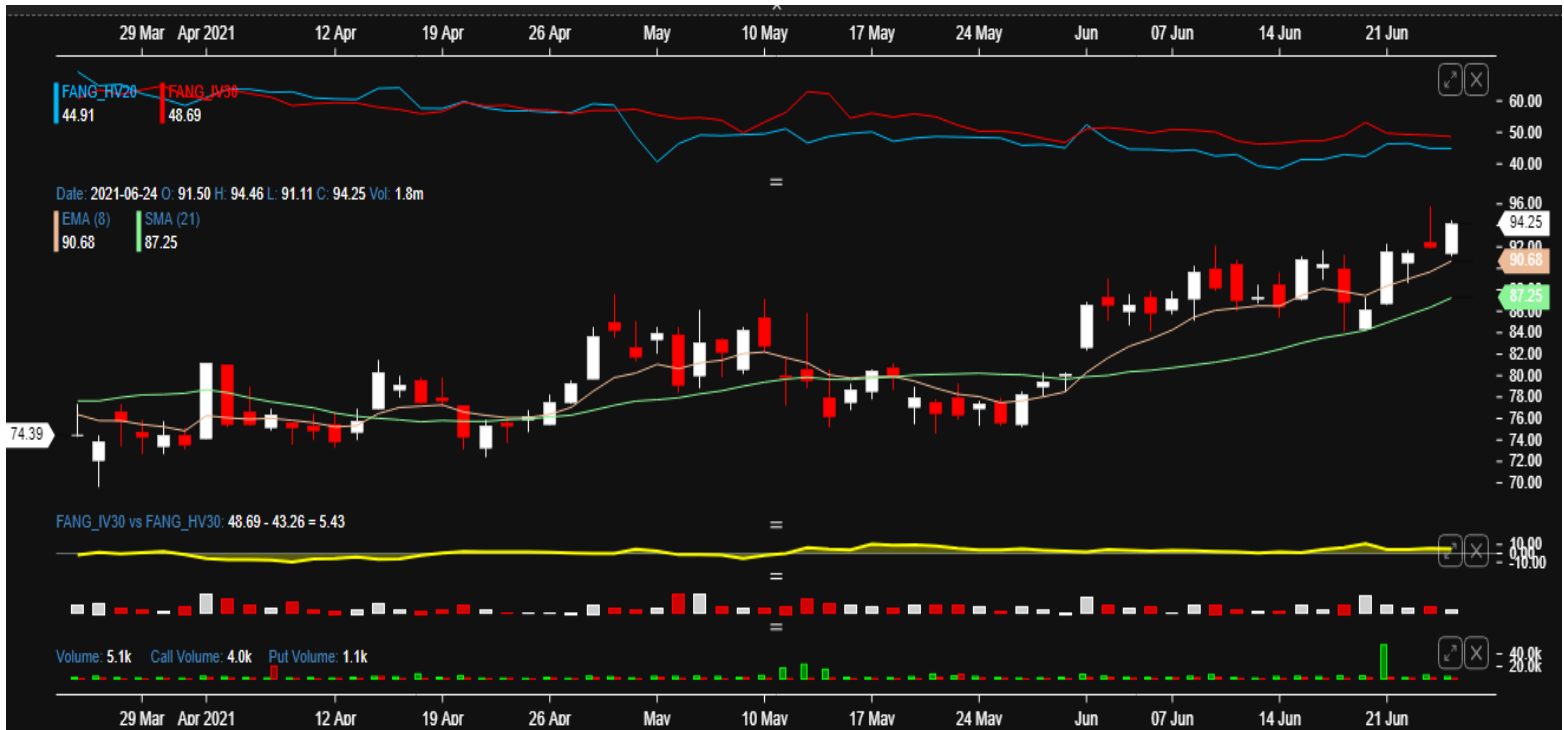 29 Mar Apr 2021 12 Apr 19 Apr 26 Apr May 10 May 17 May 24 May Jun 07 Jun 14 Jun 21 Jun
FANG_HV20 FANG_IV30
44.91 48.69
60.00
50.00
40.00
Date: 2021-06-24 O: 91.50 H: 94.46 L: 91.11 C: 94.25 Vol: 1.8m
EMA (8) SMA (21)
90.68 87.25
96.00
94.25
92.00
90.68
87.25
86.00
84.00
82.00
80.00
78.00
76.00
74.39
74.00
72.00
70.00
FANG_IV30 vs FANG_HV30: 48.69 - 43.26 = 5.43
10.00
0.00
-10.00
Volume: 5.1k Call Volume: 4.0k Put Volume: 1.1k
40.0k
20.0k
29 Mar Apr 2021 12 Apr 19 Apr 26 Apr May 10 May 17 May 24 May Jun 07 Jun 14 Jun 21 Jun